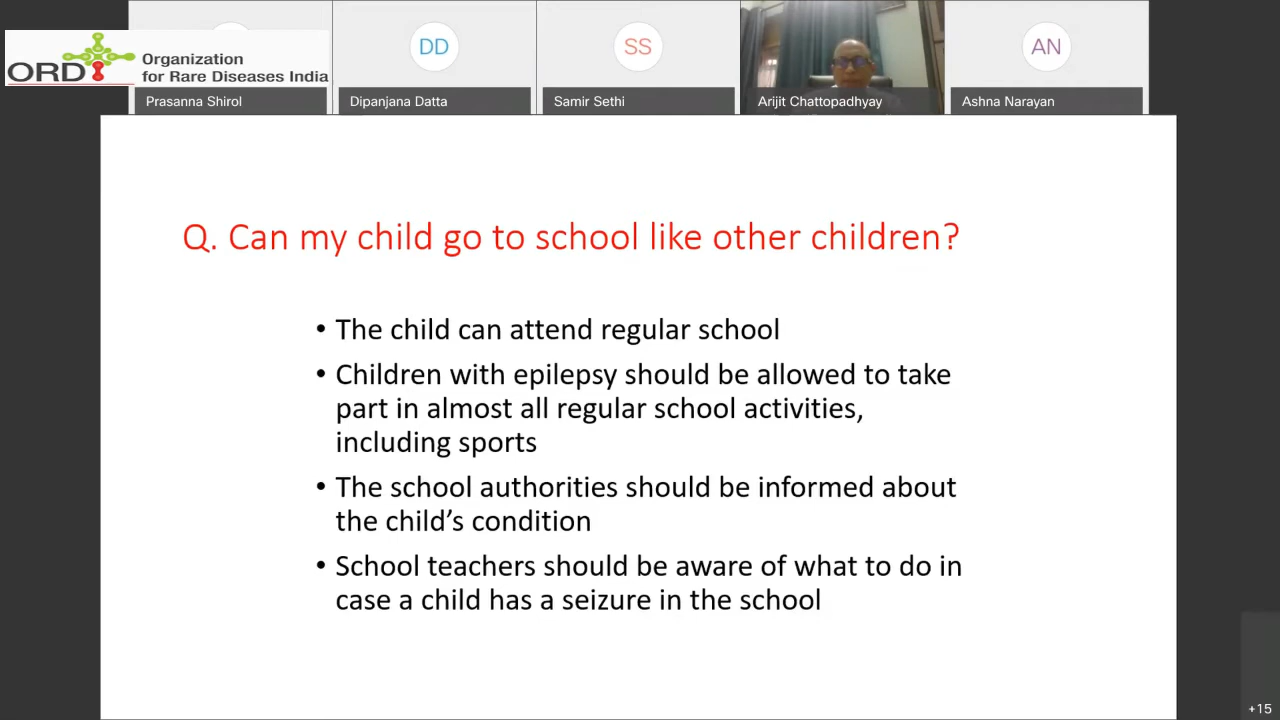 ORD
Organization
for Rare Diseases India
DD
SS
AN
Prasanna Shirol
Dipanjana Datta
Samir Sethi
Arijit Chattopadhyay
Ashna Narayan
Q. Can my child go to school like other children?
• The child can attend regular school
• Children with epilepsy should be allowed to take
part in almost all regular school activities,
including sports
• The school authorities should be informed about
the child's condition
• School teachers should be aware of what to do in
case a child has a seizure in the school
+15